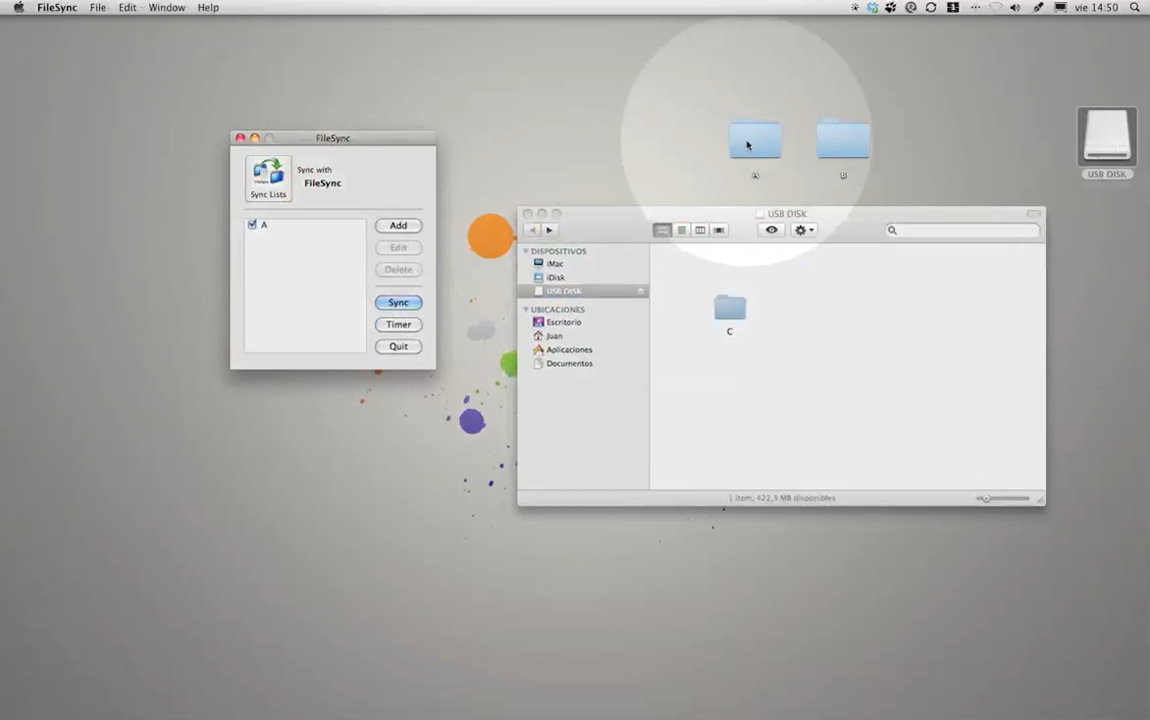 FileSync File Edit Window Help
vie 14:50
FileSync
Sync with
FileSync
Sync Lists
A
Add
Edit
Delete
Sync
Timer
Quit
A
B
USB DISK
USB DISK
DISPOSITIVOS
iMac
iDisk
USB DISK
UBICACIONES
Escritorio
Juan
Aplicaciones
Documentos
C
1 ítem, 422,3 MB disponibles